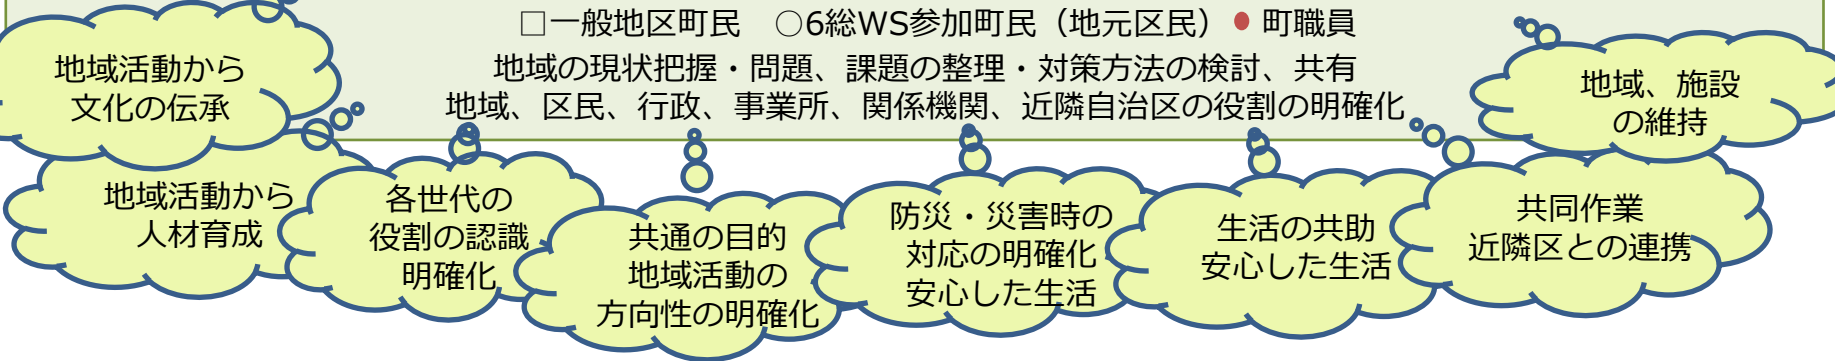 □一般地区町民　○6総WS参加町民（地元区民）● 町職員
地域の現状把握・問題、課題の整理・対策方法の検討、共有
地域、区民、行政、事業所、関係機関、近隣自治区の役割の明確化
地域活動から
文化の伝承
地域、施設
の維持
地域活動から
人材育成
各世代の
役割の認識
明確化
共通の目的
地域活動の
方向性の明確化
防災・災害時の
対応の明確化
安心した生活
生活の共助
安心した生活
共同作業
近隣区との連携